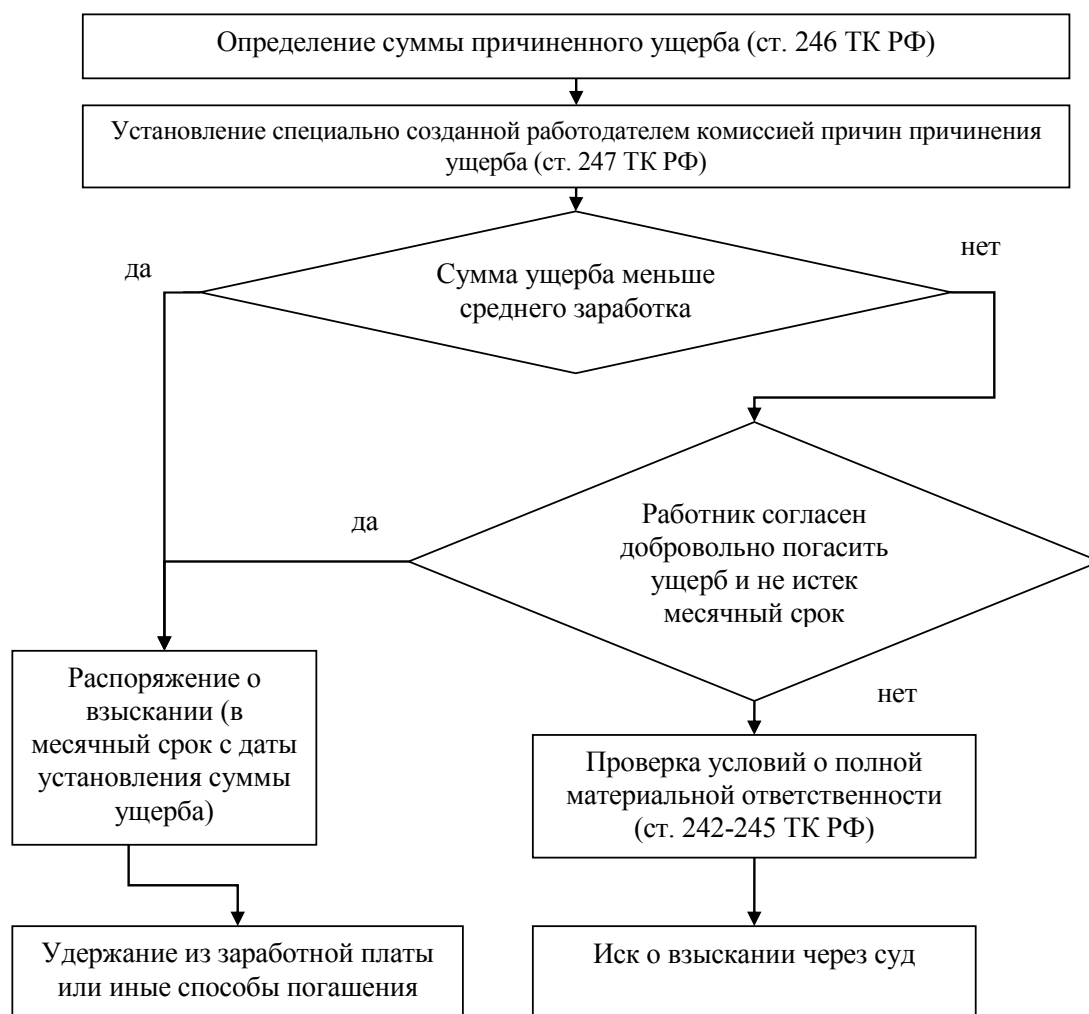 Определение суммы причиненного ущерба (ст. 246 ТК РФ)
Установление специально созданной работодателем комиссией причин причинения
ущерба (ст. 247 ТК РФ)
да
нет
Сумма ущерба меньше
среднего заработка
да
Работник согласен
добровольно погасить
ущерб и не истек
месячный срок
нет
Распоряжение о
взыскании (в
месячный срок с даты
установления суммы
ущерба)
Проверка условий о полной
материальной ответственности
(ст. 242-245 ТК РФ)
Удержание из заработной платы
или иные способы погашения
Иск о взыскании через суд